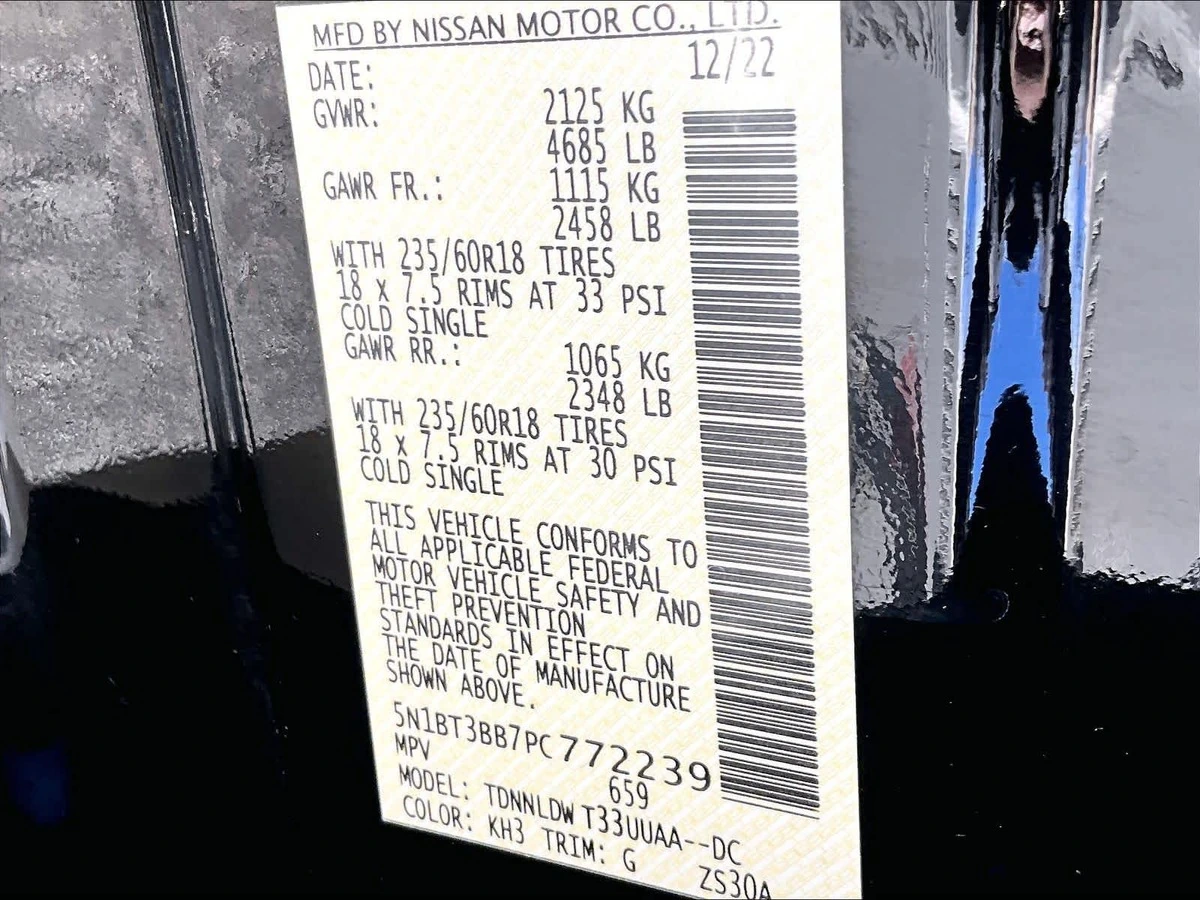 MFD BY NISSAN MOTOR CO., LTD.
DATE: 12/22
GVWR: 2125 KG
4685 LB
GAWR FR.: 1115 KG
2458 LB
WITH 235/60R18 TIRES
18 x 7.5 RIMS AT 33 PSI
COLD SINGLE
GAWR RR.: 1065 KG
2348 LB
WITH 235/60R18 TIRES
18 x 7.5 RIMS AT 30 PSI
COLD SINGLE
THIS VEHICLE CONFORMS TO
ALL APPLICABLE FEDERAL
MOTOR VEHICLE SAFETY AND
THEFT PREVENTION
STANDARDS IN EFFECT ON
THE DATE OF MANUFACTURE
SHOWN ABOVE.
5N1BT3BB7PC772239
MPV 659
MODEL: TDNNLDW T33UUAA--DC
COLOR: KH3 TRIM: G ZS30A